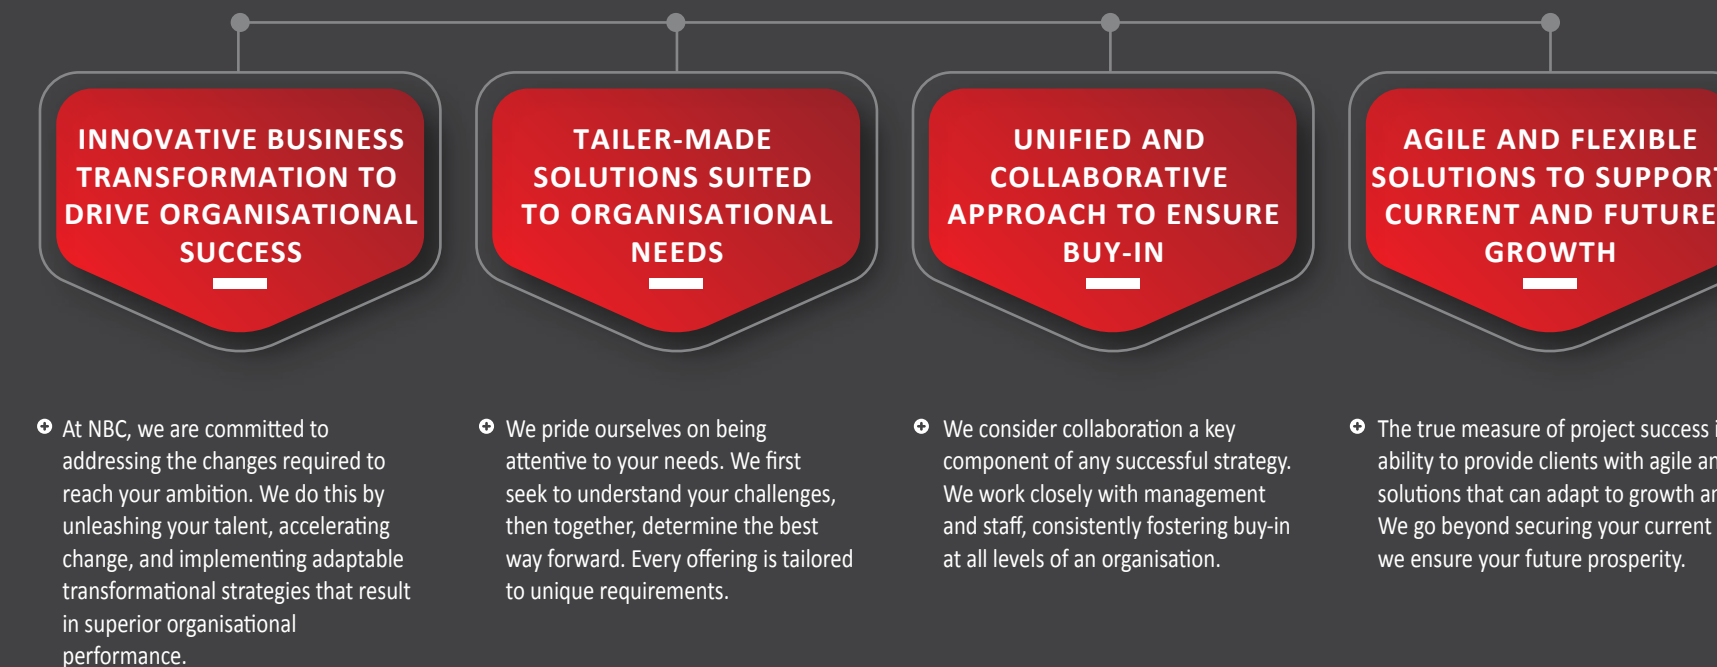 INNOVATIVE BUSINESS
TRANSFORMATION TO
DRIVE ORGANISATIONAL
SUCCESS
TAILER-MADE
SOLUTIONS SUITED
TO ORGANISATIONAL
NEEDS
UNIFIED AND
COLLABORATIVE
APPROACH TO ENSURE
BUY-IN
AGILE AND FLEXIBLE
SOLUTIONS TO SUPPORT
CURRENT AND FUTURE
GROWTH
At NBC, we are committed to
addressing the changes required to
reach your ambition. We do this by
unleashing your talent, accelerating
change, and implementing adaptable
transformational strategies that result
in superior organisational
performance.
We pride ourselves on being
attentive to your needs. We first
seek to understand your challenges,
then together, determine the best
way forward. Every offering is tailored
to unique requirements.
We consider collaboration a key
component of any successful strategy.
We work closely with management
and staff, consistently fostering buy-in
at all levels of an organisation.
The true measure of project success
ability to provide clients with agile
solutions that can adapt to growth
We go beyond securing your current
we ensure your future prosperity.